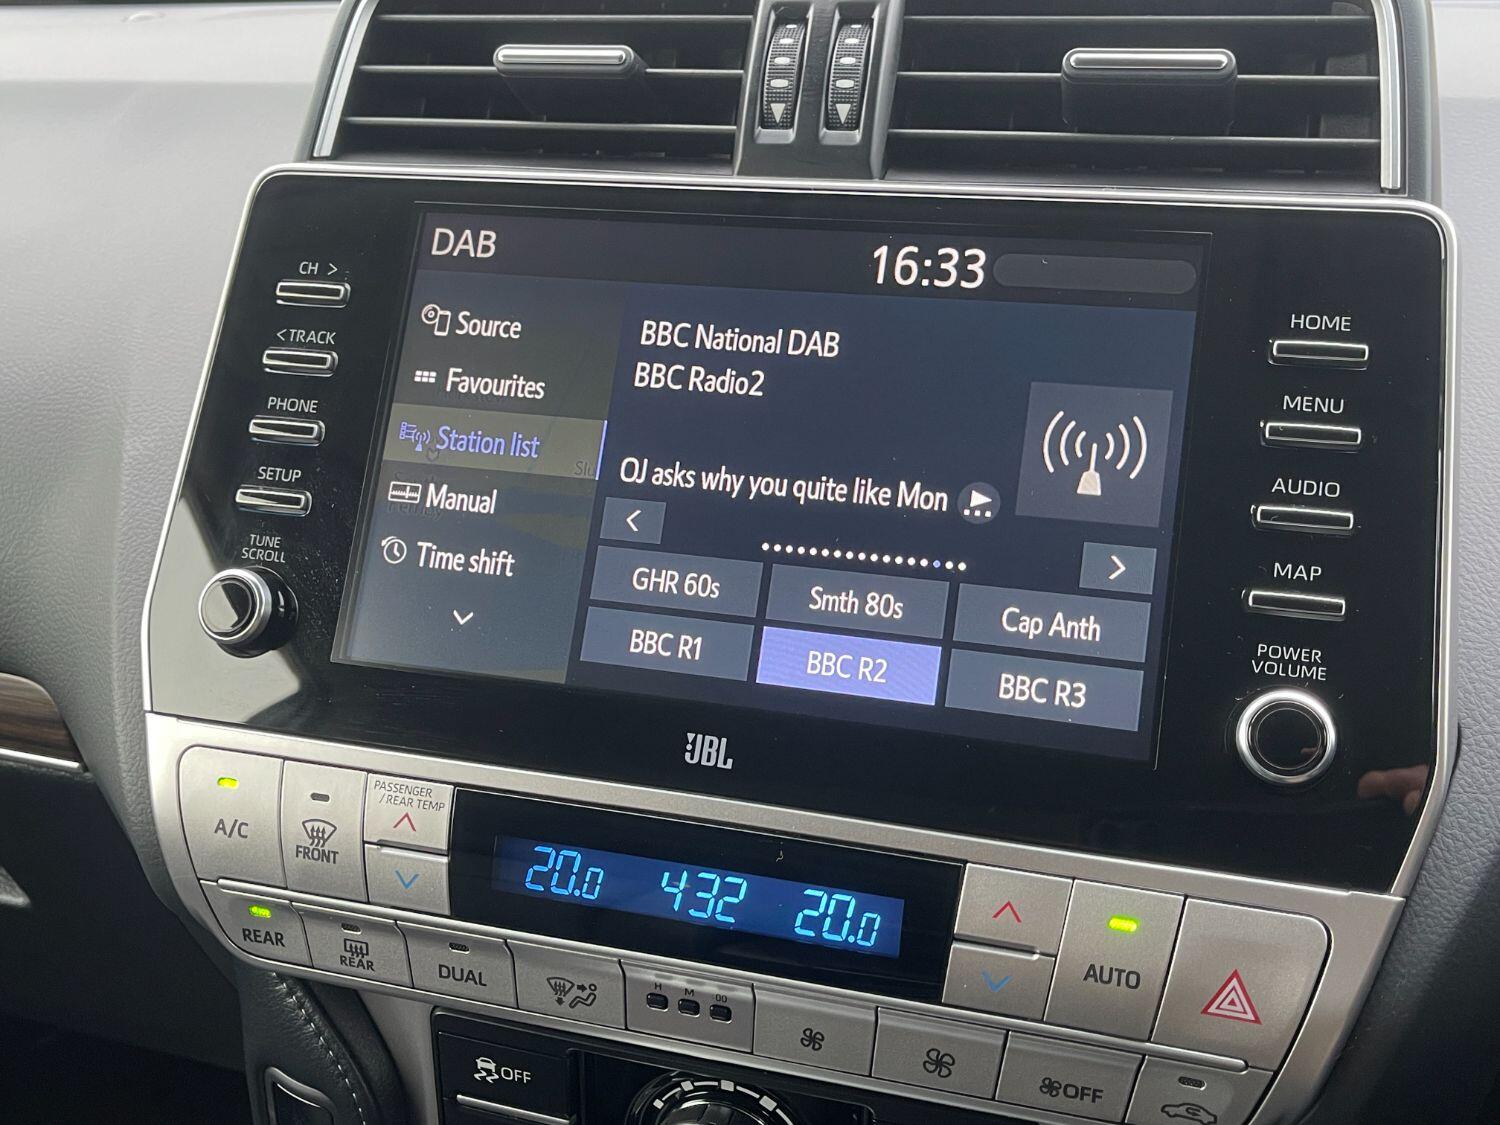 DAB
16:33
CH >
< TRACK
PHONE
SETUP
TUNE
SCROLL
Source
Favourites
Station list
Manual
Time shift
BBC National DAB
BBC Radio2
OJ asks why you quite like Mon
GHR 60s
Smth 80s
Cap Anth
BBC R1
BBC R2
BBC R3
HOME
MENU
AUDIO
MAP
POWER
VOLUME
JBL
A/C
FRONT
PASSENGER
/REAR TEMP
20.0
432
20.0
AUTO
REAR
REAR
DUAL
H
M
00
OFF
OFF